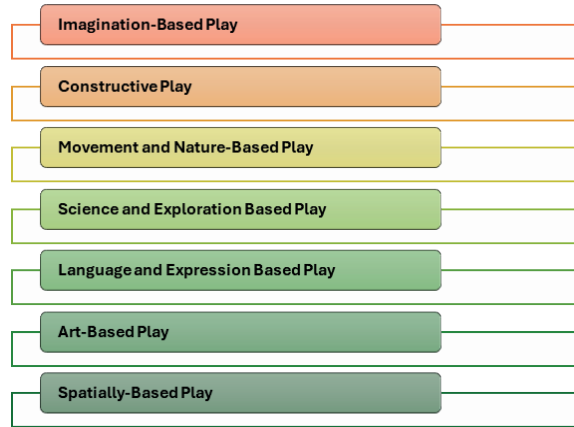 Imagination-Based Play
Constructive Play
Movement and Nature-Based Play
Science and Exploration Based Play
Language and Expression Based Play
Art-Based Play
Spatially-Based Play